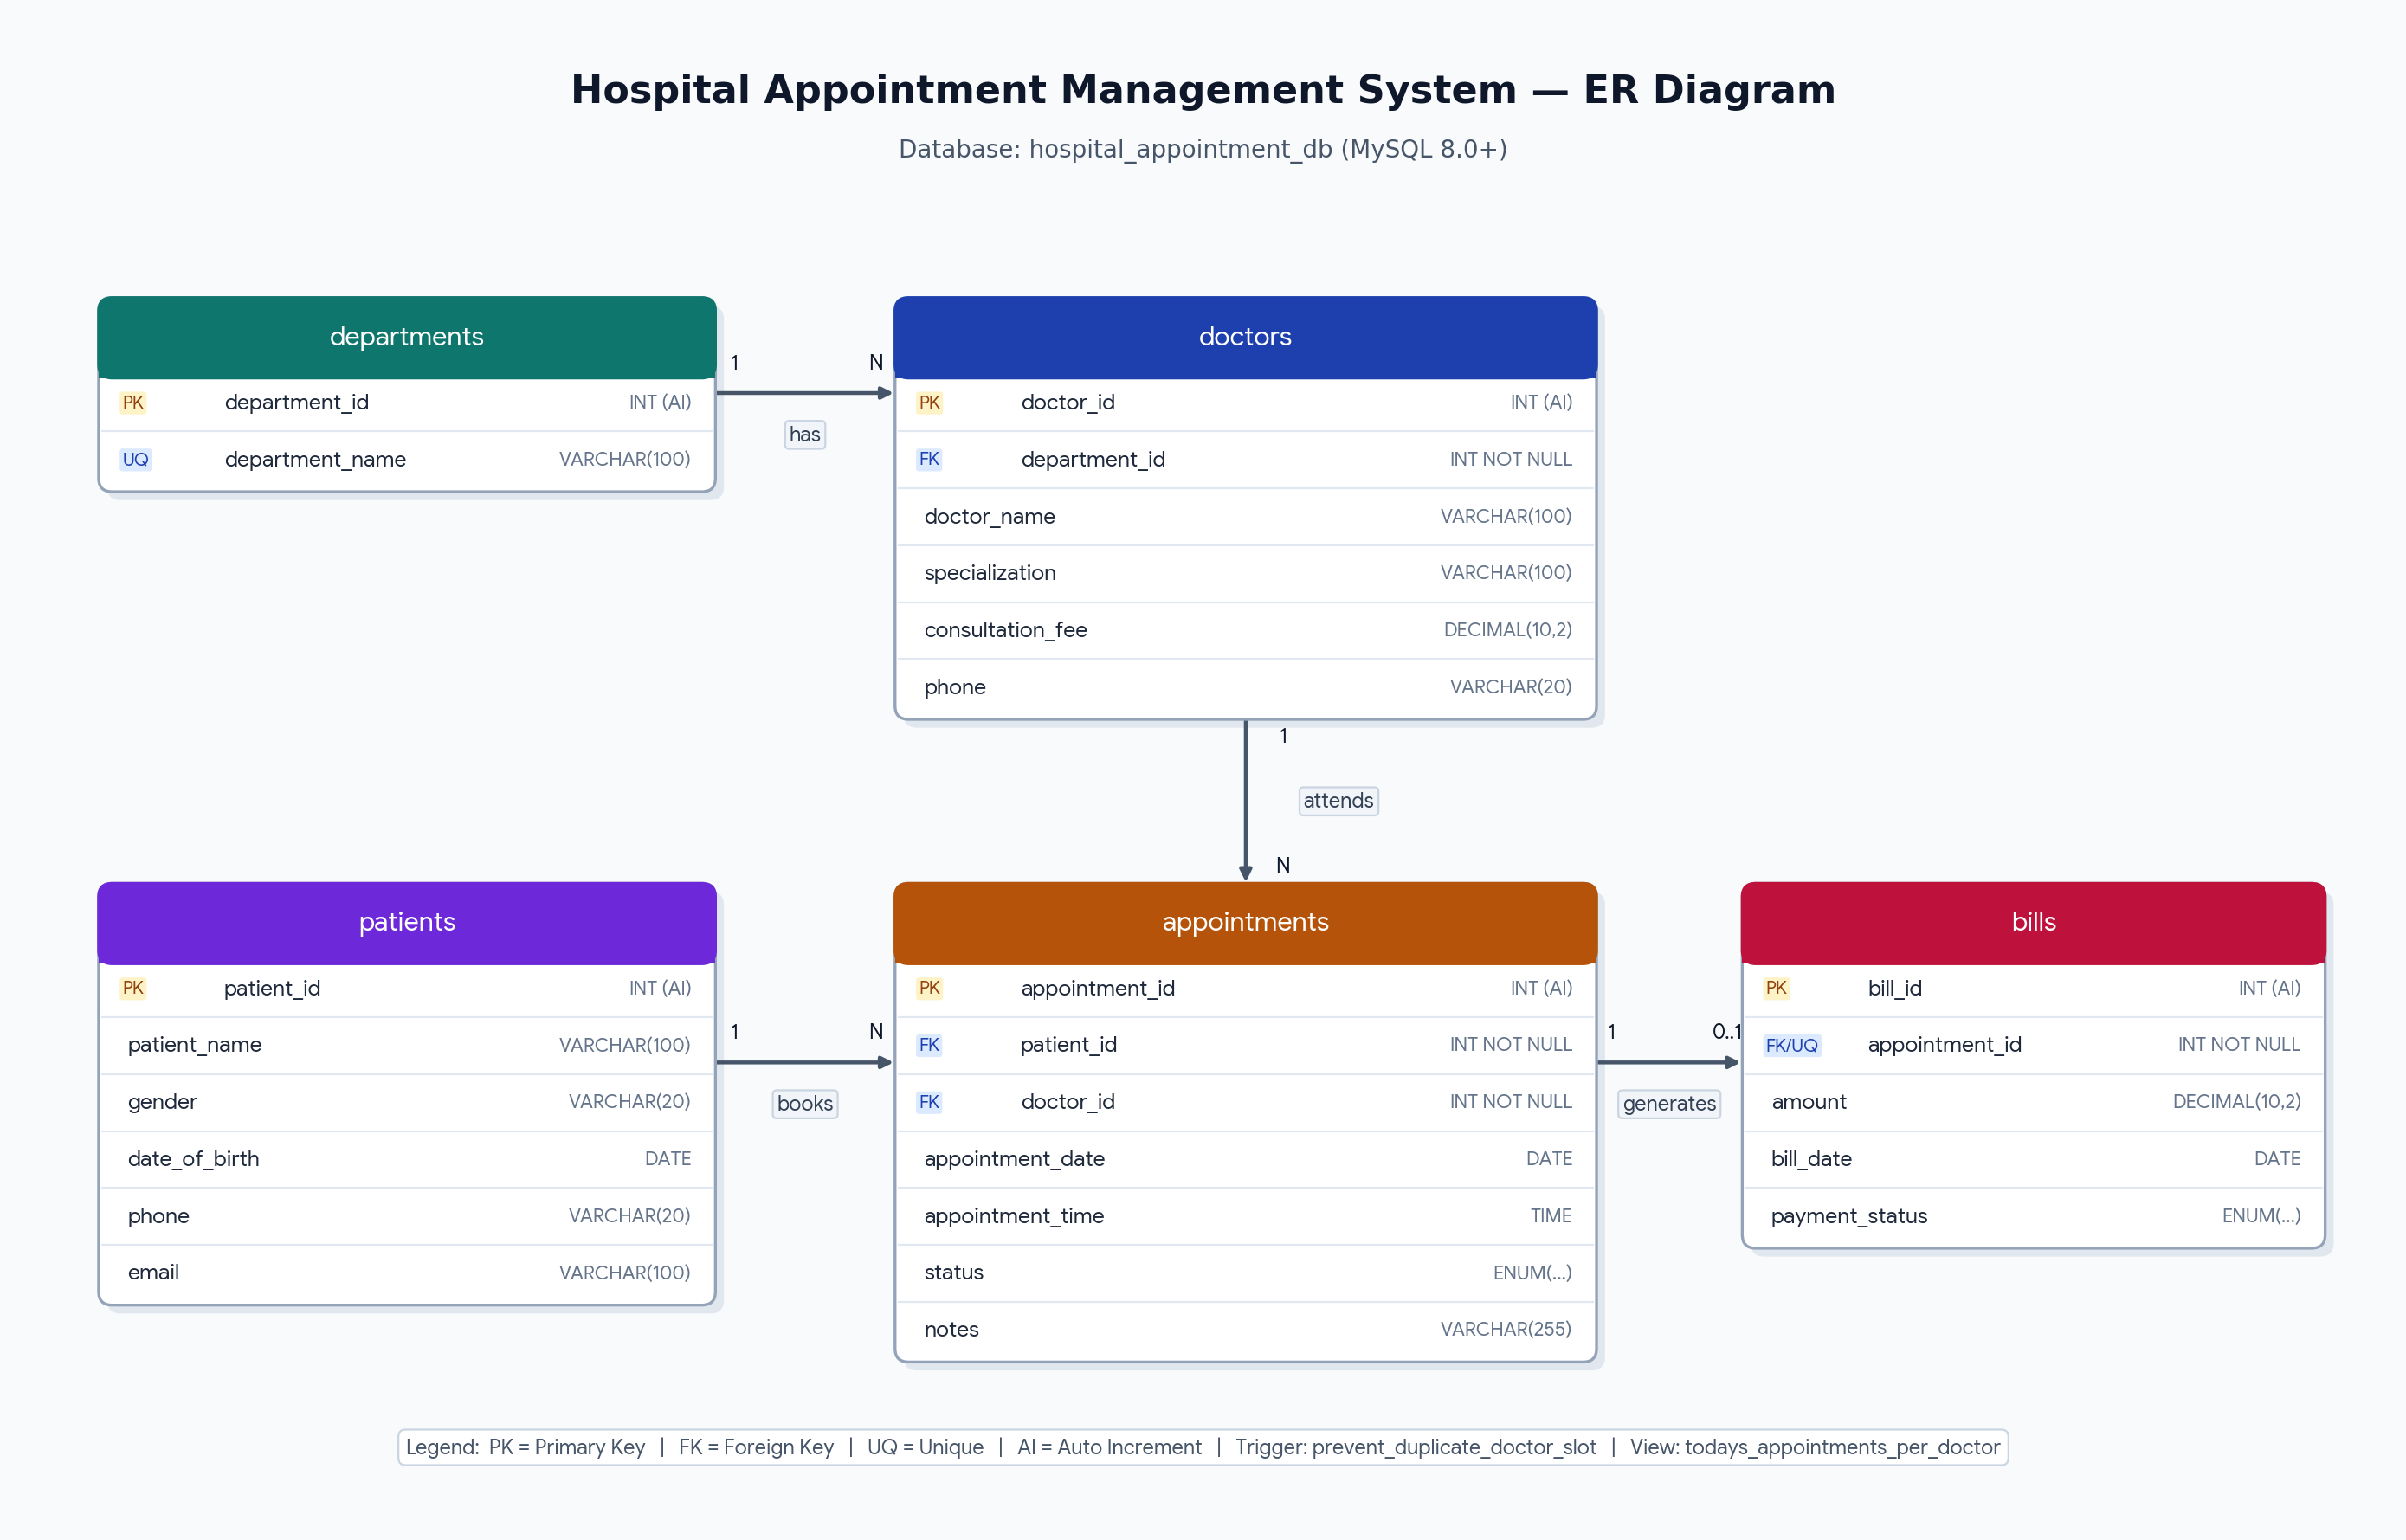 Hospital Appointment Management System — ER Diagram
Database: hospital_appointment_db (MySQL 8.0+)
departments
PK department_id INT (AI)
UQ department_name VARCHAR(100)
1 N
has
doctors
PK doctor_id INT (AI)
FK department_id INT NOT NULL
doctor_name VARCHAR(100)
specialization VARCHAR(100)
consultation_fee DECIMAL(10,2)
phone VARCHAR(20)
1
attends
N
patients
PK patient_id INT (AI)
patient_name VARCHAR(100)
gender VARCHAR(20)
date_of_birth DATE
phone VARCHAR(20)
email VARCHAR(100)
1 N
books
appointments
PK appointment_id INT (AI)
FK patient_id INT NOT NULL
FK doctor_id INT NOT NULL
appointment_date DATE
appointment_time TIME
status ENUM(...)
notes VARCHAR(255)
1 0..1
generates
bills
PK bill_id INT (AI)
FK/UQ appointment_id INT NOT NULL
amount DECIMAL(10,2)
bill_date DATE
payment_status ENUM(...)
Legend: PK = Primary Key | FK = Foreign Key | UQ = Unique | AI = Auto Increment | Trigger: prevent_duplicate_doctor_slot | View: todays_appointments_per_doctor